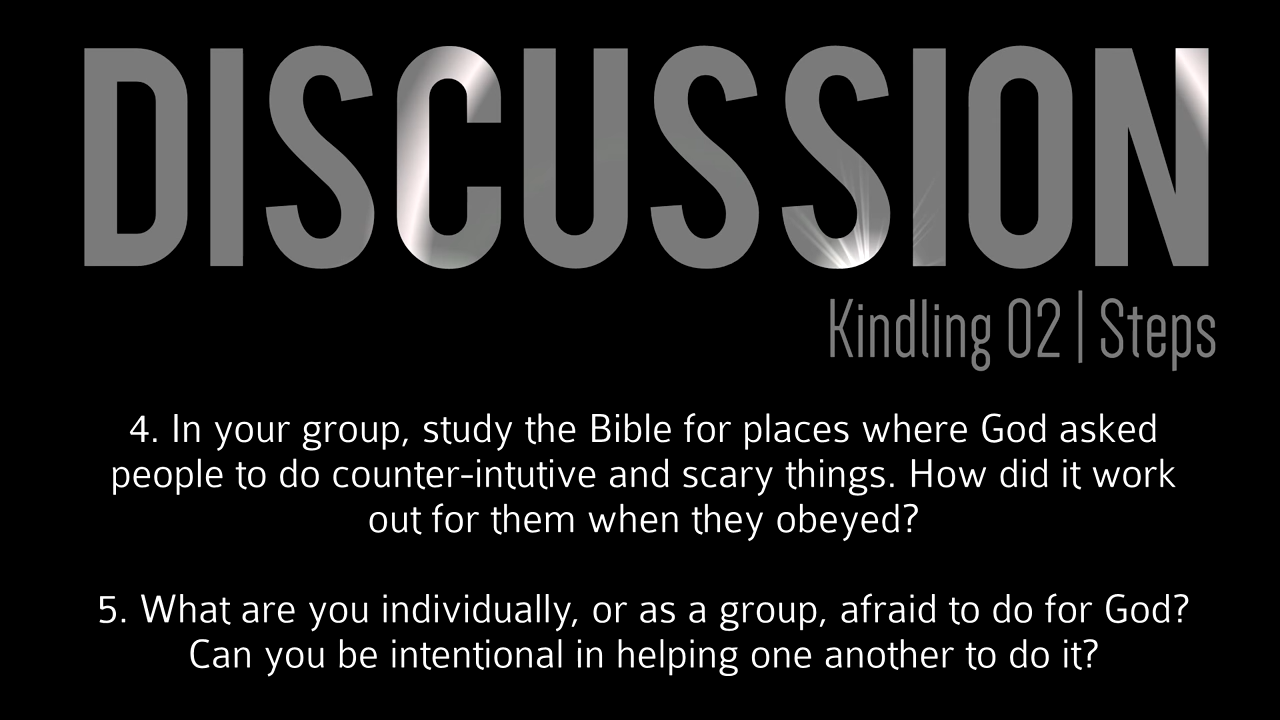 DISCUSSION
Kindling 02 | Steps
4. In your group, study the Bible for places where God asked
people to do counter-intutive and scary things. How did it work
out for them when they obeyed?
5. What are you individually, or as a group, afraid to do for God?
Can you be intentional in helping one another to do it?